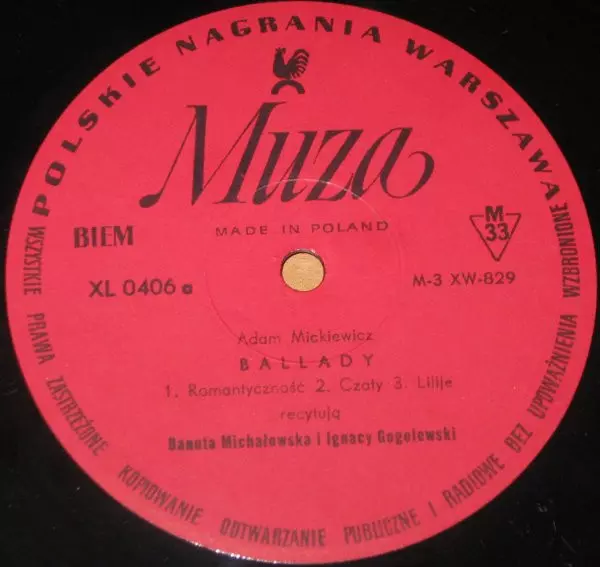 POLSKIE NAGRANIA WARSZAWA
Muza
BIEM
MADE IN POLAND
M
33
XL 0406 a
M-3 XW-829
Adam Mickiewicz
BALLADY
1. Romantyczność 2. Czaty 3. Lilije
recytują
Danuta Michałowska i Ignacy Gogolewski
WSZYSTKIE PRAWA ZASTRZEŻONE KOPIOWANIE ODTWARZANIE PUBLICZNE I RADIOWE BEZ UPOWAŻNIENIA WZBRONIONE